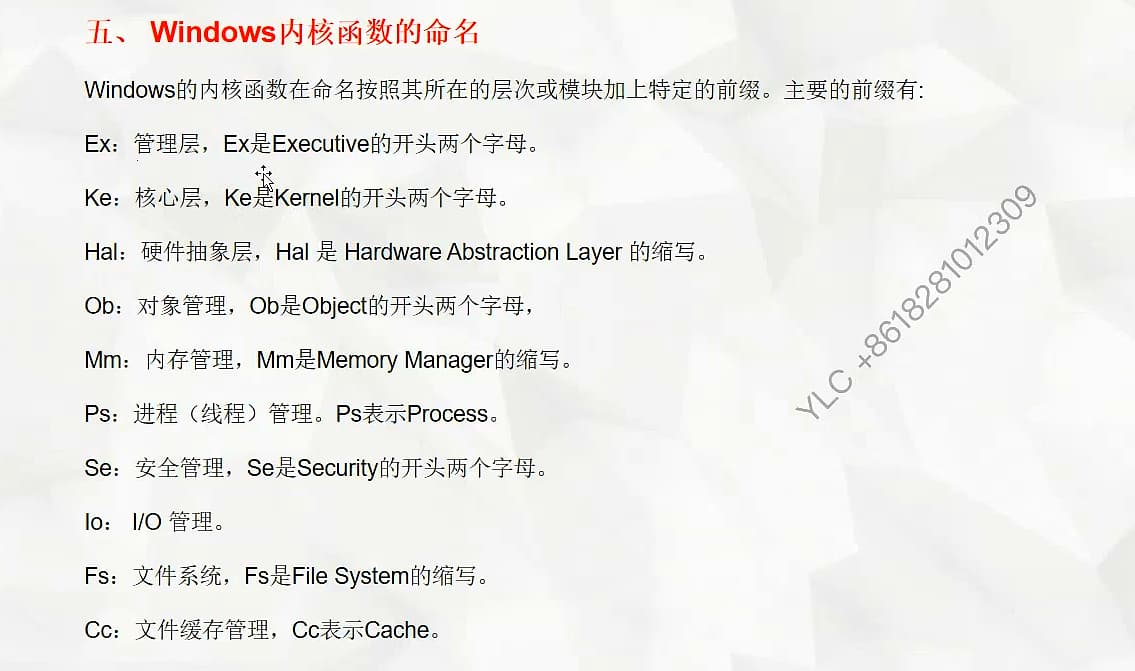 五、 Windows内核函数的命名
Windows的内核函数在命名按照其所在的层次或模块加上特定的前缀。主要的前缀有:
Ex：管理层，Ex是Executive的开头两个字母。
Ke：核心层，Ke是Kernel的开头两个字母。
Hal：硬件抽象层，Hal 是 Hardware Abstraction Layer 的缩写。
Ob：对象管理，Ob是Object的开头两个字母，
Mm：内存管理，Mm是Memory Manager的缩写。
Ps：进程（线程）管理。Ps表示Process。
Se：安全管理，Se是Security的开头两个字母。
Io： I/O 管理。
Fs：文件系统，Fs是File System的缩写。
Cc：文件缓存管理，Cc表示Cache。
YLC +8618281012309